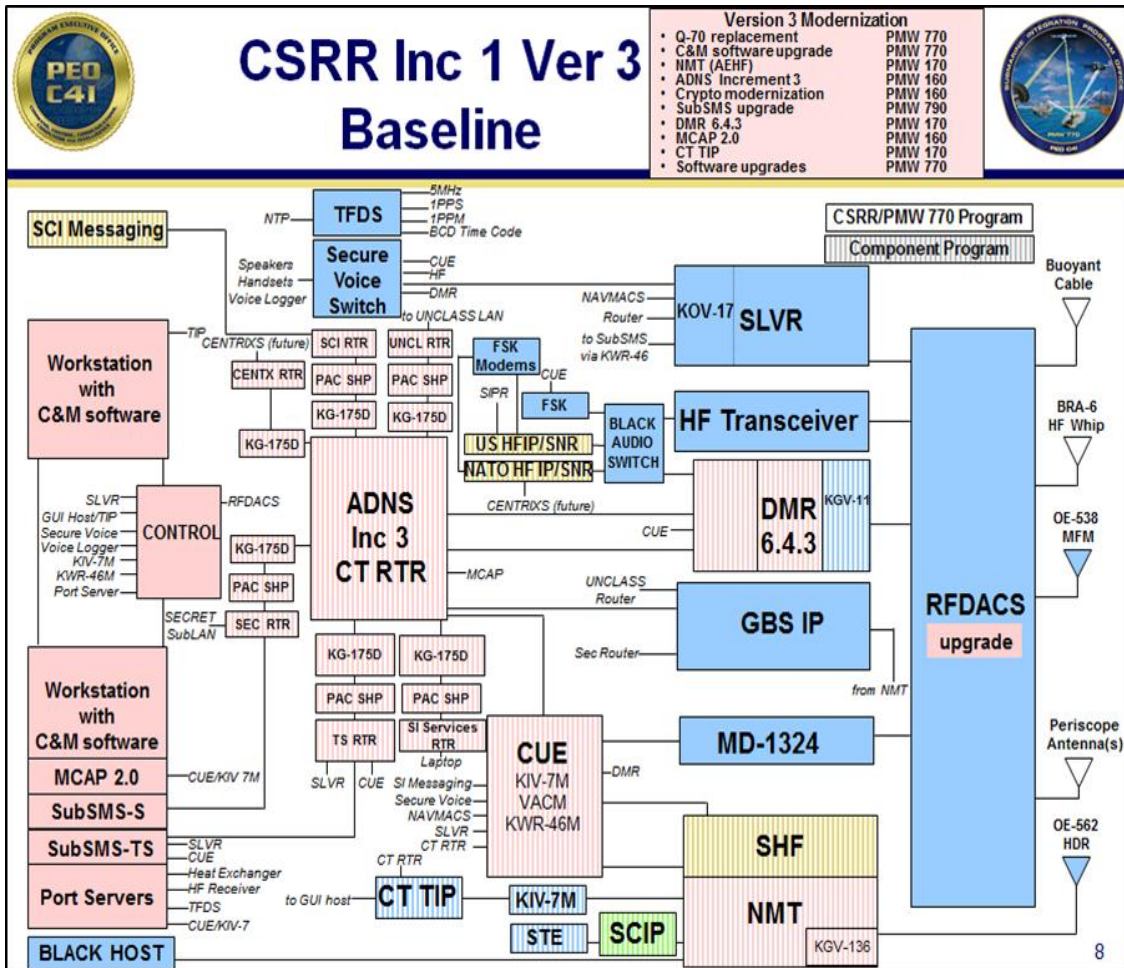 PROGRAM EXECUTIVE OFFICE
PEO
C4I
CSRR Inc 1 Ver 3
Baseline
Version 3 Modernization
• Q-70 replacement PMW 770
• C&M software upgrade PMW 770
• NMT (AEHF) PMW 170
• ADNS Increment 3 PMW 160
• Crypto modernization PMW 160
• SubSMS upgrade PMW 790
• DMR 6.4.3 PMW 170
• MCAP 2.0 PMW 160
• CT TIP PMW 170
• Software upgrades PMW 770
SUBMARINE INTEGRATION PROGRAM OFFICE
PMW 770
PEO C4I
SCI Messaging
NTP
TFDS
5MHz
1PPS
1PPM
BCD Time Code
Speakers
Handsets
Voice Logger
Secure
Voice
Switch
CUE
HF
DMR
to UNCLASS LAN
CSRR/PMW 770 Program
Component Program
NAVMACS
Router
to SubSMS
via KWR-46
KOV-17
SLVR
Buoyant
Cable
BRA-6
HF Whip
OE-538
MFM
Periscope
Antenna(s)
OE-562
HDR
RFDACS
upgrade
Workstation
with
C&M software
TIP
CENTRIXS (future)
CENTX RTR
KG-175D
SCI RTR
PAC SHP
KG-175D
UNCL RTR
PAC SHP
KG-175D
FSK
Modems
CUE
FSK
SIPR
US HFIP/SNR
NATO HF IP/SNR
CENTRIXS (future)
BLACK
AUDIO
SWITCH
HF Transceiver
CUE
DMR
6.4.3
KGV-11
SLVR
GUI Host/TIP
Secure Voice
Voice Logger
KIV-7M
KWR-46M
Port Server
CONTROL
RFDACS
KG-175D
PAC SHP
SEC RTR
SECRET
SubLAN
ADNS
Inc 3
CT RTR
MCAP
UNCLASS
Router
Sec Router
GBS IP
from NMT
KG-175D
PAC SHP
TS RTR
SLVR
CUE
KG-175D
PAC SHP
SI Services
RTR
Laptop
Workstation
with
C&M software
MCAP 2.0
CUE/KIV 7M
SubSMS-S
SubSMS-TS
Port Servers
SLVR
CUE
Heat Exchanger
HF Receiver
TFDS
CUE/KIV-7
BLACK HOST
SI Messaging
Secure Voice
NAVMACS
SLVR
CT RTR
CUE
KIV-7M
VACM
KWR-46M
DMR
MD-1324
CT RTR
to GUI host
CT TIP
KIV-7M
STE
SCIP
SHF
NMT
KGV-136
8